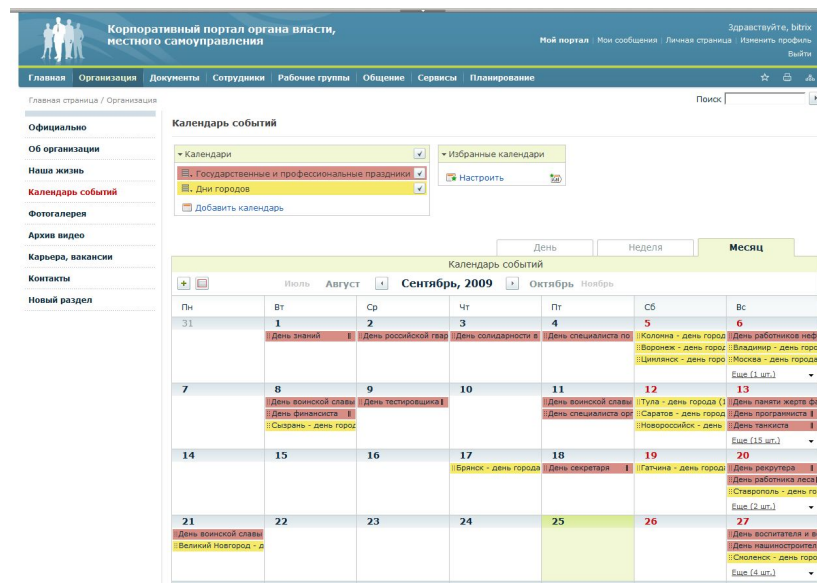 Корпоративный портал органа власти,
местного самоуправления
Здравствуйте, bitrix
Мой портал | Мои сообщения | Личная страница | Изменить профиль
Выйти
Главная Организация Документы Сотрудники Рабочие группы Общение Сервисы Планирование
Главная страница / Организация
Поиск
Официально
Об организации
Наша жизнь
Календарь событий
Фотогалерея
Архив видео
Карьера, вакансии
Контакты
Новый раздел
Календарь событий
Календари
Государственные и профессиональные праздники
Дни городов
Добавить календарь
Избранные календари
Настроить
День Неделя Месяц
Календарь событий
Июль Август Сентябрь, 2009 Октябрь Ноябрь
Пн Вт Ср Чт Пт Сб Вс
31 1 2 3 4 5 6
День знаний День российской гвар День солидарности в День специалиста по Коломна - день город День работников неф
Воронеж - день город Владимир - день горо
Цимлянск - день горо Москва - день города
Еще (1 шт.)
7 8 9 10 11 12 13
День воинской славы День тестировщика День воинской славы Тула - день города (1 День памяти жертв фа
День финансиста День специалиста орг Саратов - день город День программиста
Сызрань - день город Новороссийск - день День танкиста
Еще (15 шт.)
14 15 16 17 18 19 20
Брянск - день города День секретаря Гатчина - день города День рекрутера
День работника леса
Ставрополь - день го
Еще (2 шт.)
21 22 23 24 25 26 27
День воинской славы День воспитателя и в
Великий Новгород - д День машиностроител
Смоленск - день горо
Еще (4 шт.)